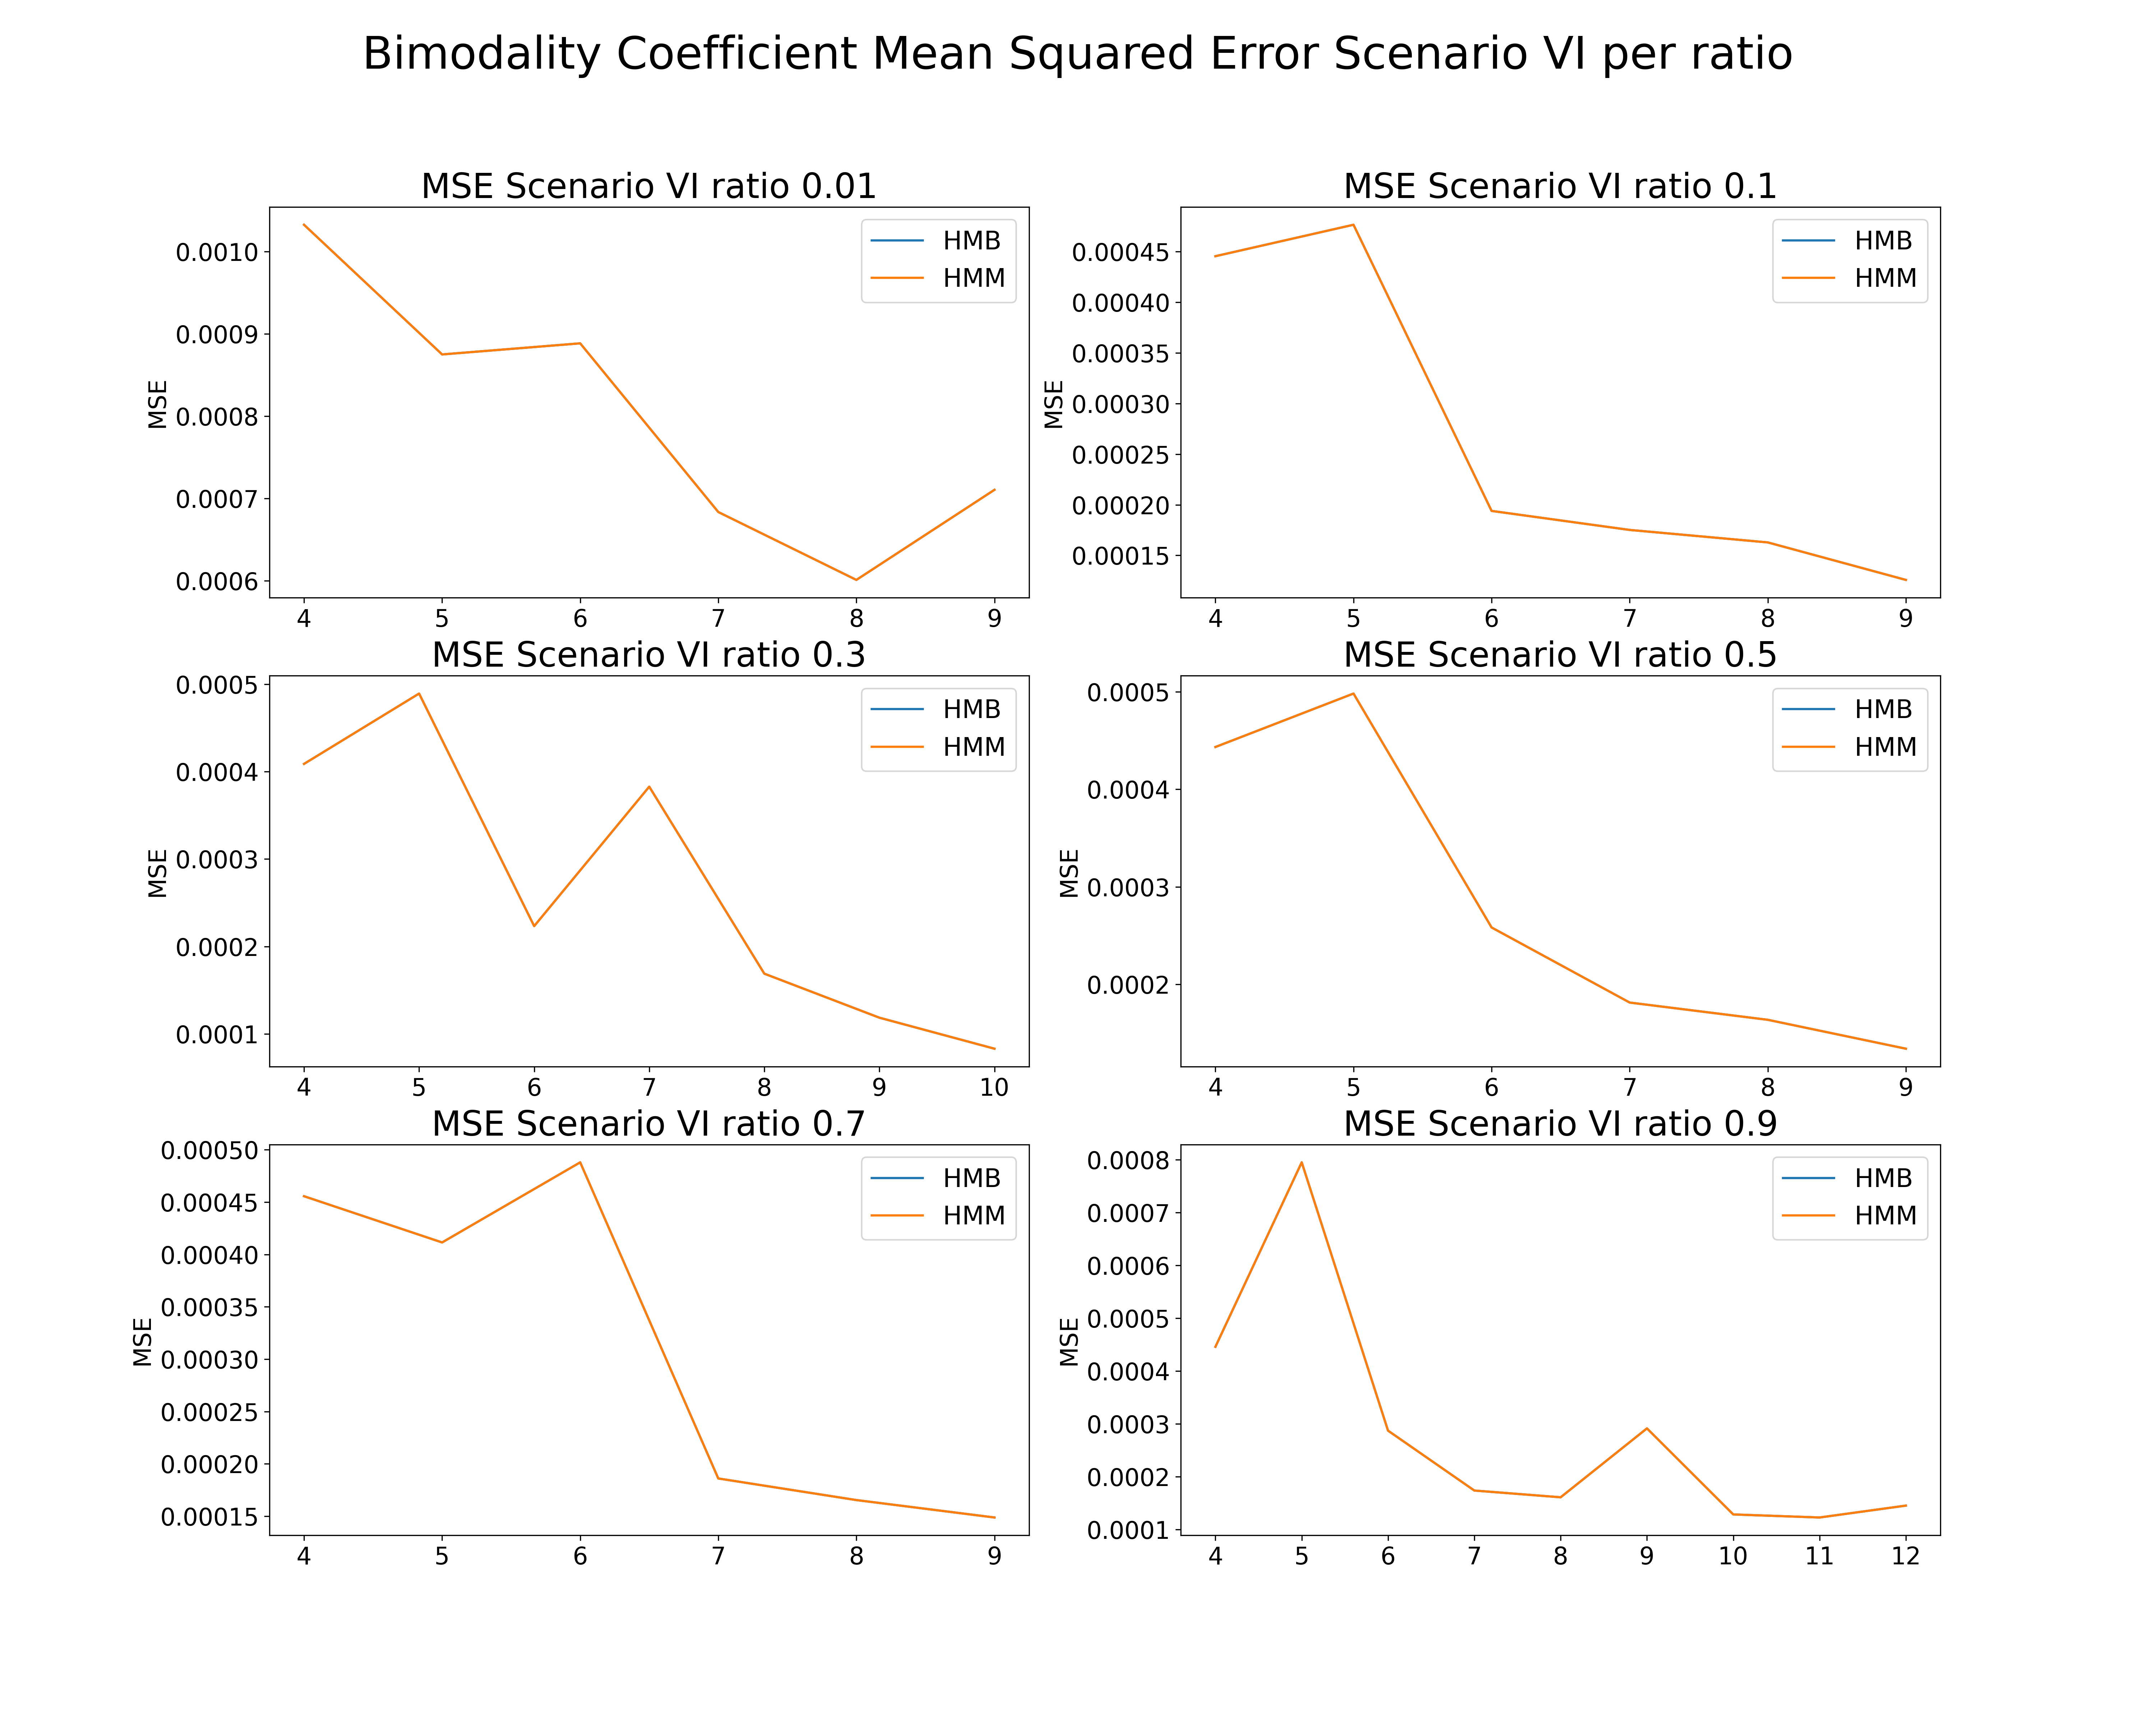 Bimodality Coefficient Mean Squared Error Scenario VI per ratio
MSE Scenario VI ratio 0.01
HMB
HMM
MSE
0.0010
0.0009
0.0008
0.0007
0.0006
4 5 6 7 8 9
MSE Scenario VI ratio 0.1
HMB
HMM
MSE
0.00045
0.00040
0.00035
0.00030
0.00025
0.00020
0.00015
4 5 6 7 8 9
MSE Scenario VI ratio 0.3
HMB
HMM
MSE
0.0005
0.0004
0.0003
0.0002
0.0001
4 5 6 7 8 9 10
MSE Scenario VI ratio 0.5
HMB
HMM
MSE
0.0005
0.0004
0.0003
0.0002
4 5 6 7 8 9
MSE Scenario VI ratio 0.7
HMB
HMM
MSE
0.00050
0.00045
0.00040
0.00035
0.00030
0.00025
0.00020
0.00015
4 5 6 7 8 9
MSE Scenario VI ratio 0.9
HMB
HMM
MSE
0.0008
0.0007
0.0006
0.0005
0.0004
0.0003
0.0002
0.0001
4 5 6 7 8 9 10 11 12